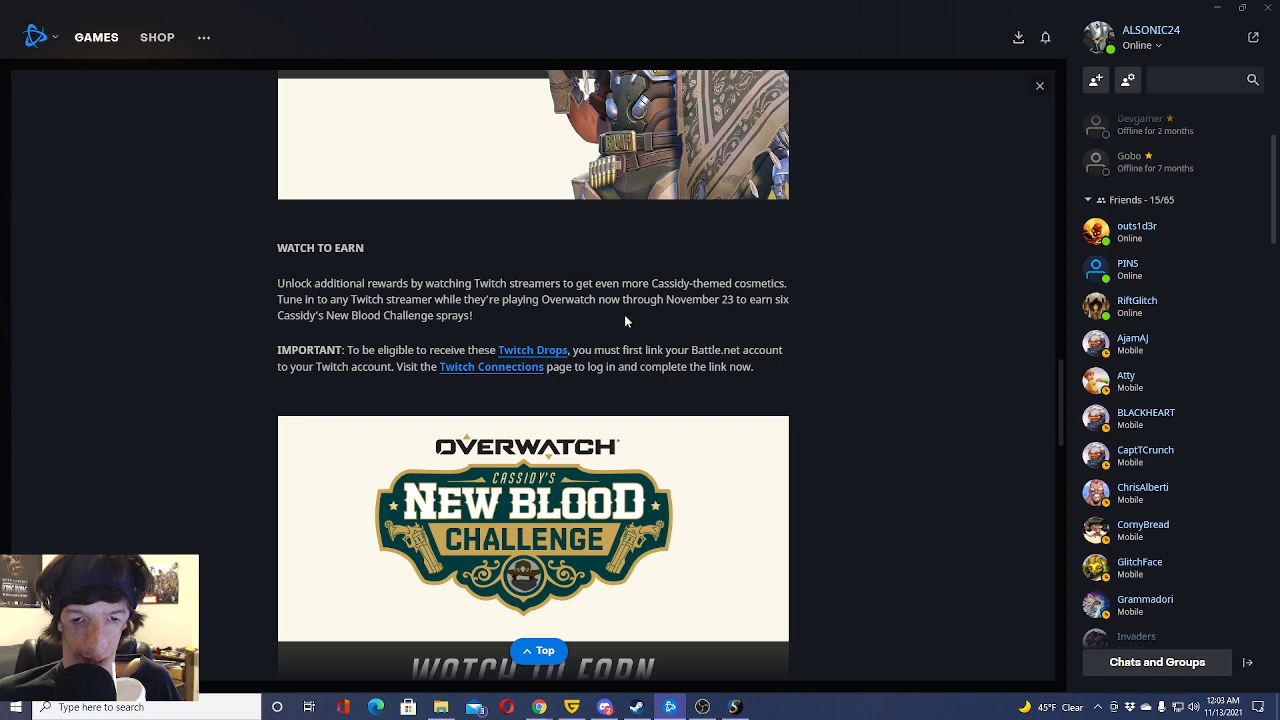 GAMES
SHOP
ALSONIC24
Online
Devgamer
Offline for 2 months
Gobo
Offline for 7 months
Friends - 15/65
outs1d3r
Online
PINS
Online
RiftGlitch
Online
AjamAJ
Mobile
Atty
Mobile
BLACKHEART
Mobile
CaptTCrunch
Mobile
ChrisAlberti
Mobile
CornyBread
Mobile
GlitchFace
Mobile
Grammadori
Mobile
Invaders
Chats and Groups
WATCH TO EARN
Unlock additional rewards by watching Twitch streamers to get even more Cassidy-themed cosmetics.
Tune in to any Twitch streamer while they're playing Overwatch now through November 23 to earn six
Cassidy's New Blood Challenge sprays!
IMPORTANT: To be eligible to receive these Twitch Drops, you must first link your Battle.net account
to your Twitch account. Visit the Twitch Connections page to log in and complete the link now.
OVERWATCH
CASSIDY'S
NEW BLOOD
CHALLENGE
Top
WATCH TO EARN
Type here to search
45°F Clear
12:03 AM
11/13/2021